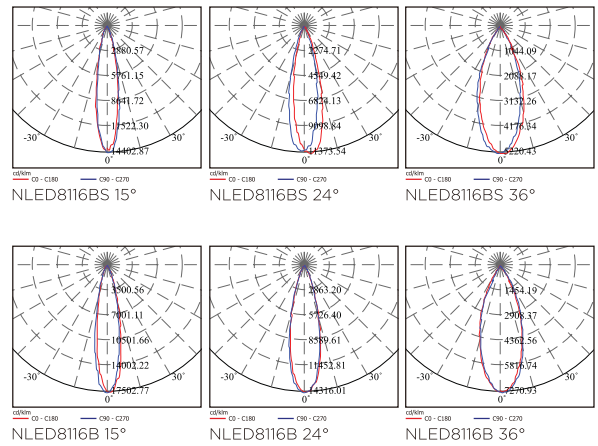 2880.57
5761.15
8641.72
11522.30
14402.87
-30°
30°
0°
cd/klm
C0 - C180
C90 - C270
NLED8116BS 15°
2274.71
4549.42
6824.13
9098.84
11373.54
-30°
30°
0°
cd/klm
C0 - C180
C90 - C270
NLED8116BS 24°
1044.09
2088.17
3132.26
4176.34
5220.43
-30°
30°
0°
cd/klm
C0 - C180
C90 - C270
NLED8116BS 36°
3500.56
7001.11
10501.66
14002.22
17502.77
-30°
30°
0°
cd/klm
C0 - C180
C90 - C270
NLED8116B 15°
2863.20
5726.40
8589.61
11452.81
14316.01
-30°
30°
0°
cd/klm
C0 - C180
C90 - C270
NLED8116B 24°
1454.19
2908.37
4362.56
5816.74
7270.93
-30°
30°
0°
cd/klm
C0 - C180
C90 - C270
NLED8116B 36°